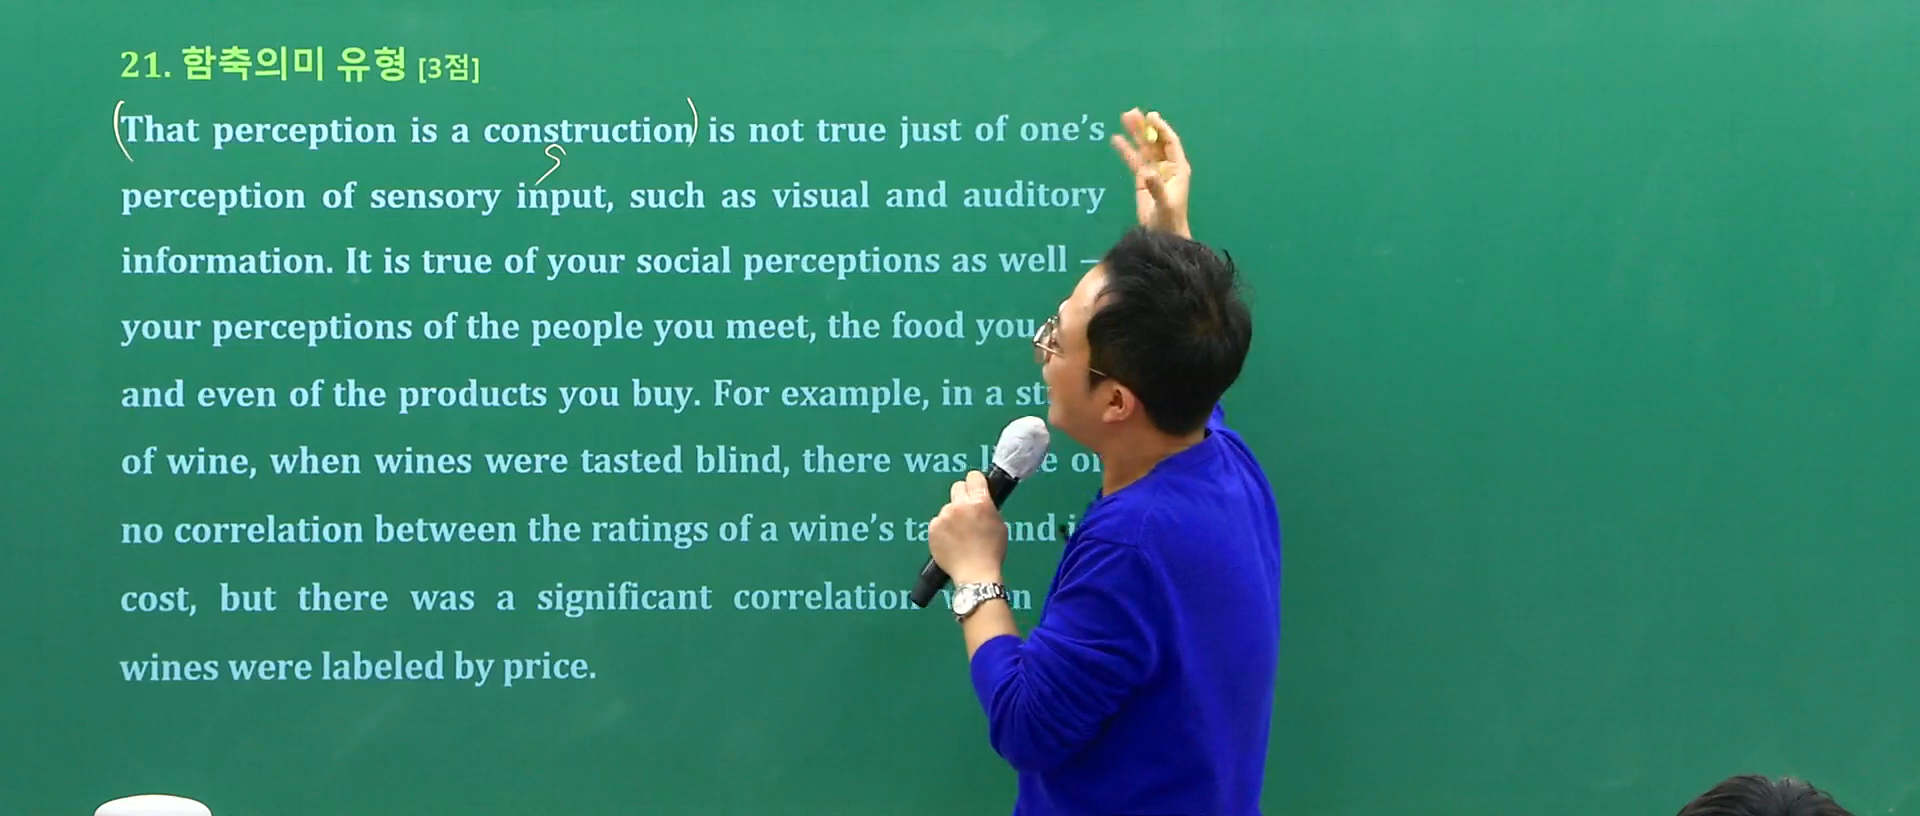 21. 함축의미 유형 [3점]
(That perception is a construction) is not true just of one's
S
perception of sensory input, such as visual and auditory
information. It is true of your social perceptions as well –
your perceptions of the people you meet, the food you
and even of the products you buy. For example, in a
of wine, when wines were tasted blind, there was or
no correlation between the ratings of a wine's and
cost, but there was a significant correlation
wines were labeled by price.